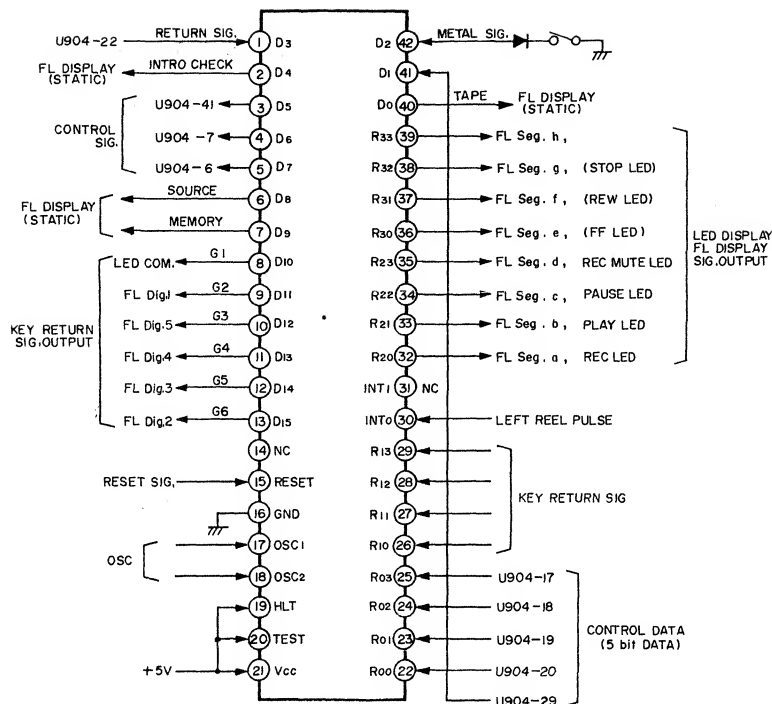 U904-22 RETURN SIG. 1 D3
FL DISPLAY (STATIC) INTRO CHECK 2 D4
CONTROL SIG.
U904-41 3 D5
U904-7 4 D6
U904-6 5 D7
FL DISPLAY (STATIC)
SOURCE 6 D8
MEMORY 7 D9
KEY RETURN SIG.OUTPUT
LED COM. G1 8 D10
FL Dig.1 G2 9 D11
FL Dig.5 G3 10 D12
FL Dig.4 G4 11 D13
FL Dig.3 G5 12 D14
FL Dig.2 G6 13 D15
14 NC
RESET SIG. 15 RESET
16 GND
OSC
17 OSC1
18 OSC2
19 HLT
20 TEST
+5V 21 Vcc
D2 42 METAL SIG.
D1 41
D0 40 TAPE FL DISPLAY (STATIC)
R33 39 FL Seg. h,
R32 38 FL Seg. g, (STOP LED)
R31 37 FL Seg. f, (REW LED)
R30 36 FL Seg. e, (FF LED)
R23 35 FL Seg. d, REC MUTE LED
R22 34 FL Seg. c, PAUSE LED
R21 33 FL Seg. b, PLAY LED
R20 32 FL Seg. a, REC LED
LED DISPLAY
FL DISPLAY
SIG.OUTPUT
INT1 31 NC
INT0 30 LEFT REEL PULSE
R13 29
R12 28
R11 27
R10 26
KEY RETURN SIG
R03 25 U904-17
R02 24 U904-18
R01 23 U904-19
R00 22 U904-20
U904-29
CONTROL DATA
(5 bit DATA)